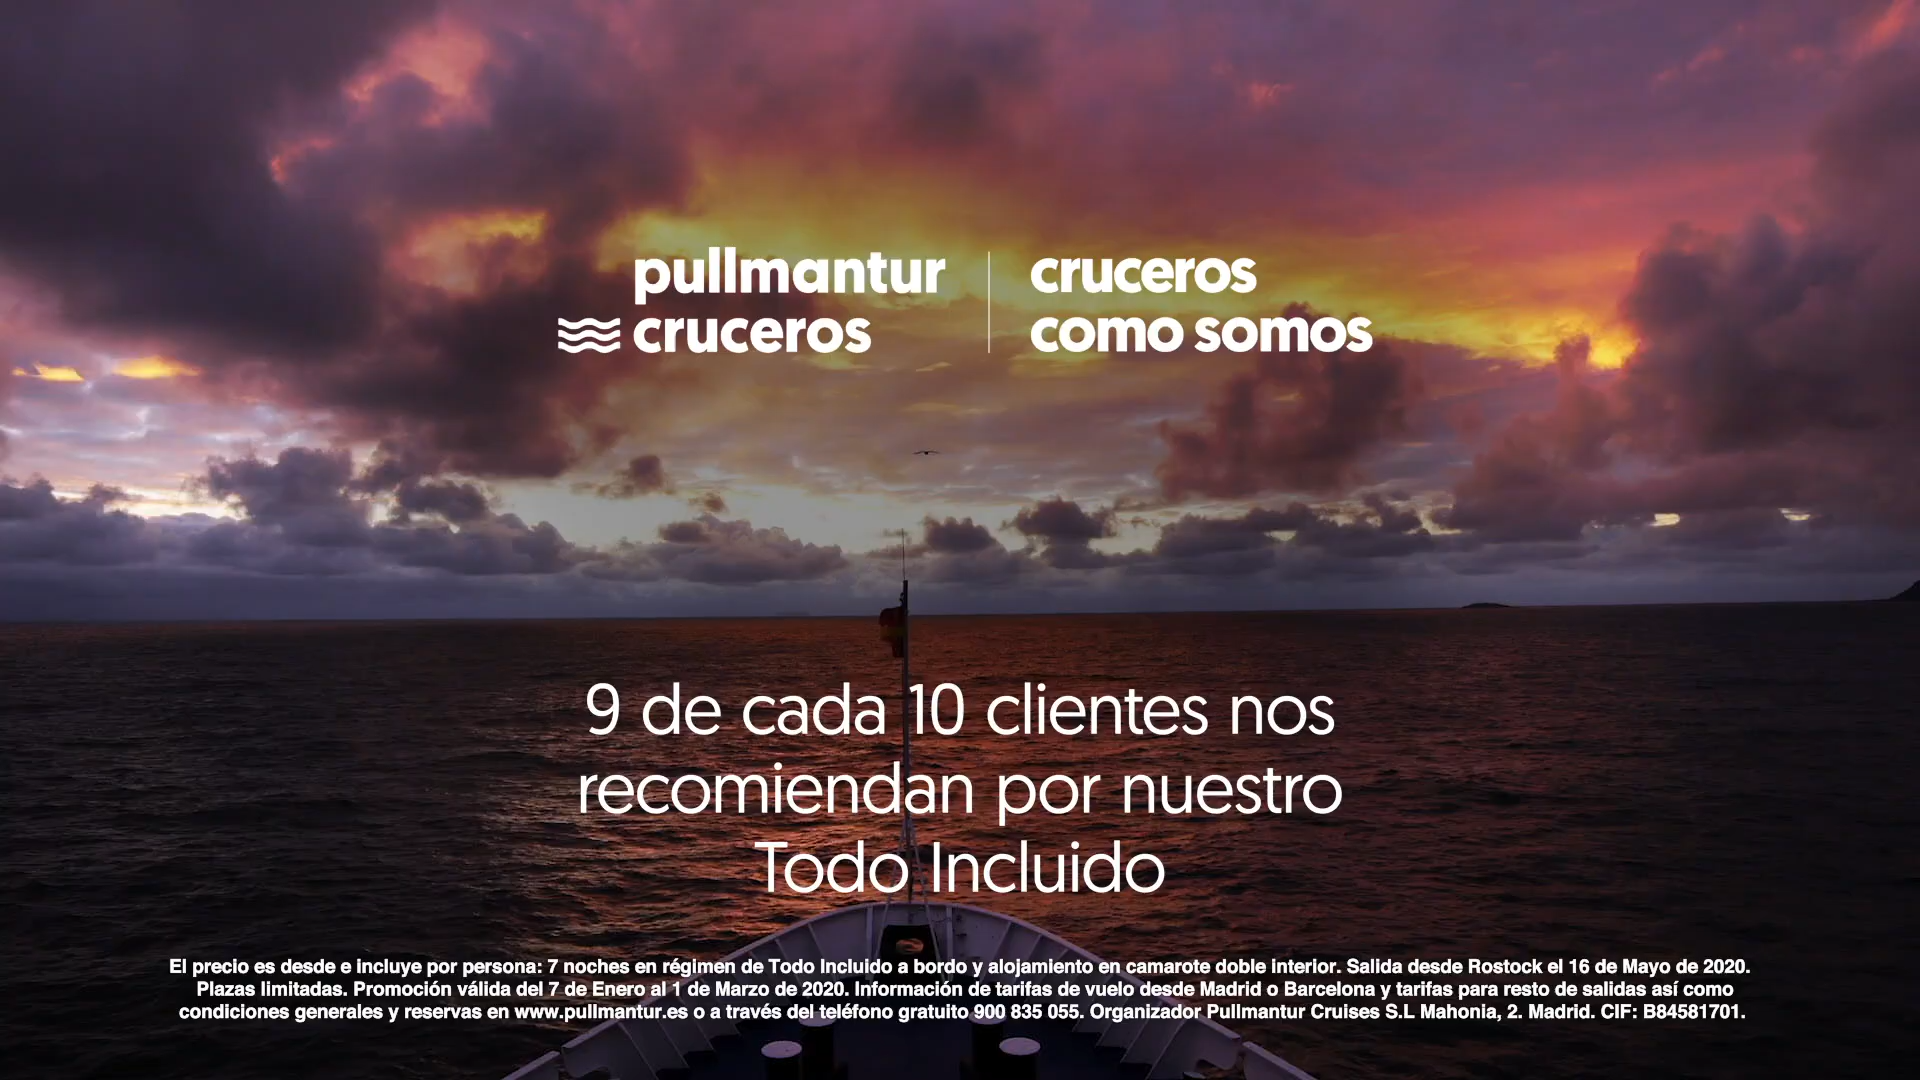 pullmantur
cruceros
cruceros
como somos
9 de cada 10 clientes nos
recomiendan por nuestro
Todo Incluido
El precio es desde e incluye por persona: 7 noches en régimen de Todo Incluido a bordo y alojamiento en camarote doble interior. Salida desde Rostock el 16 de Mayo de 2020.
Plazas limitadas. Promoción válida del 7 de Enero al 1 de Marzo de 2020. Información de tarifas de vuelo desde Madrid o Barcelona y tarifas para resto de salidas así como
condiciones generales y reservas en www.pullmantur.es o a través del teléfono gratuito 900 835 055. Organizador Pullmantur Cruises S.L Mahonia, 2. Madrid. CIF: B84581701.